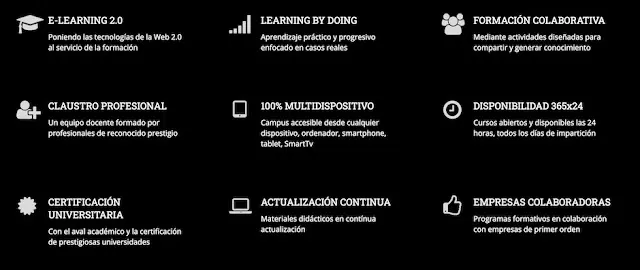 E-LEARNING 2.0
Poniendo las tecnologías de la Web 2.0
al servicio de la formación
LEARNING BY DOING
Aprendizaje práctico y progresivo
enfocado en casos reales
FORMACIÓN COLABORATIVA
Mediante actividades diseñadas para
compartir y generar conocimiento
CLAUSTRO PROFESIONAL
Un equipo docente formado por
profesionales de reconocido prestigio
100% MULTIDISPOSITIVO
Campus accesible desde cualquier
dispositivo, ordenador, smartphone,
tablet, SmartTv
DISPONIBILIDAD 365x24
Cursos abiertos y disponibles las 24
horas, todos los días de impartición
CERTIFICACIÓN
UNIVERSITARIA
Con el aval académico y la certificación
de prestigiosas universidades
ACTUALIZACIÓN CONTINUA
Materiales didácticos en contínua
actualización
EMPRESAS COLABORADORAS
Programas formativos en colaboración
con empresas de primer orden